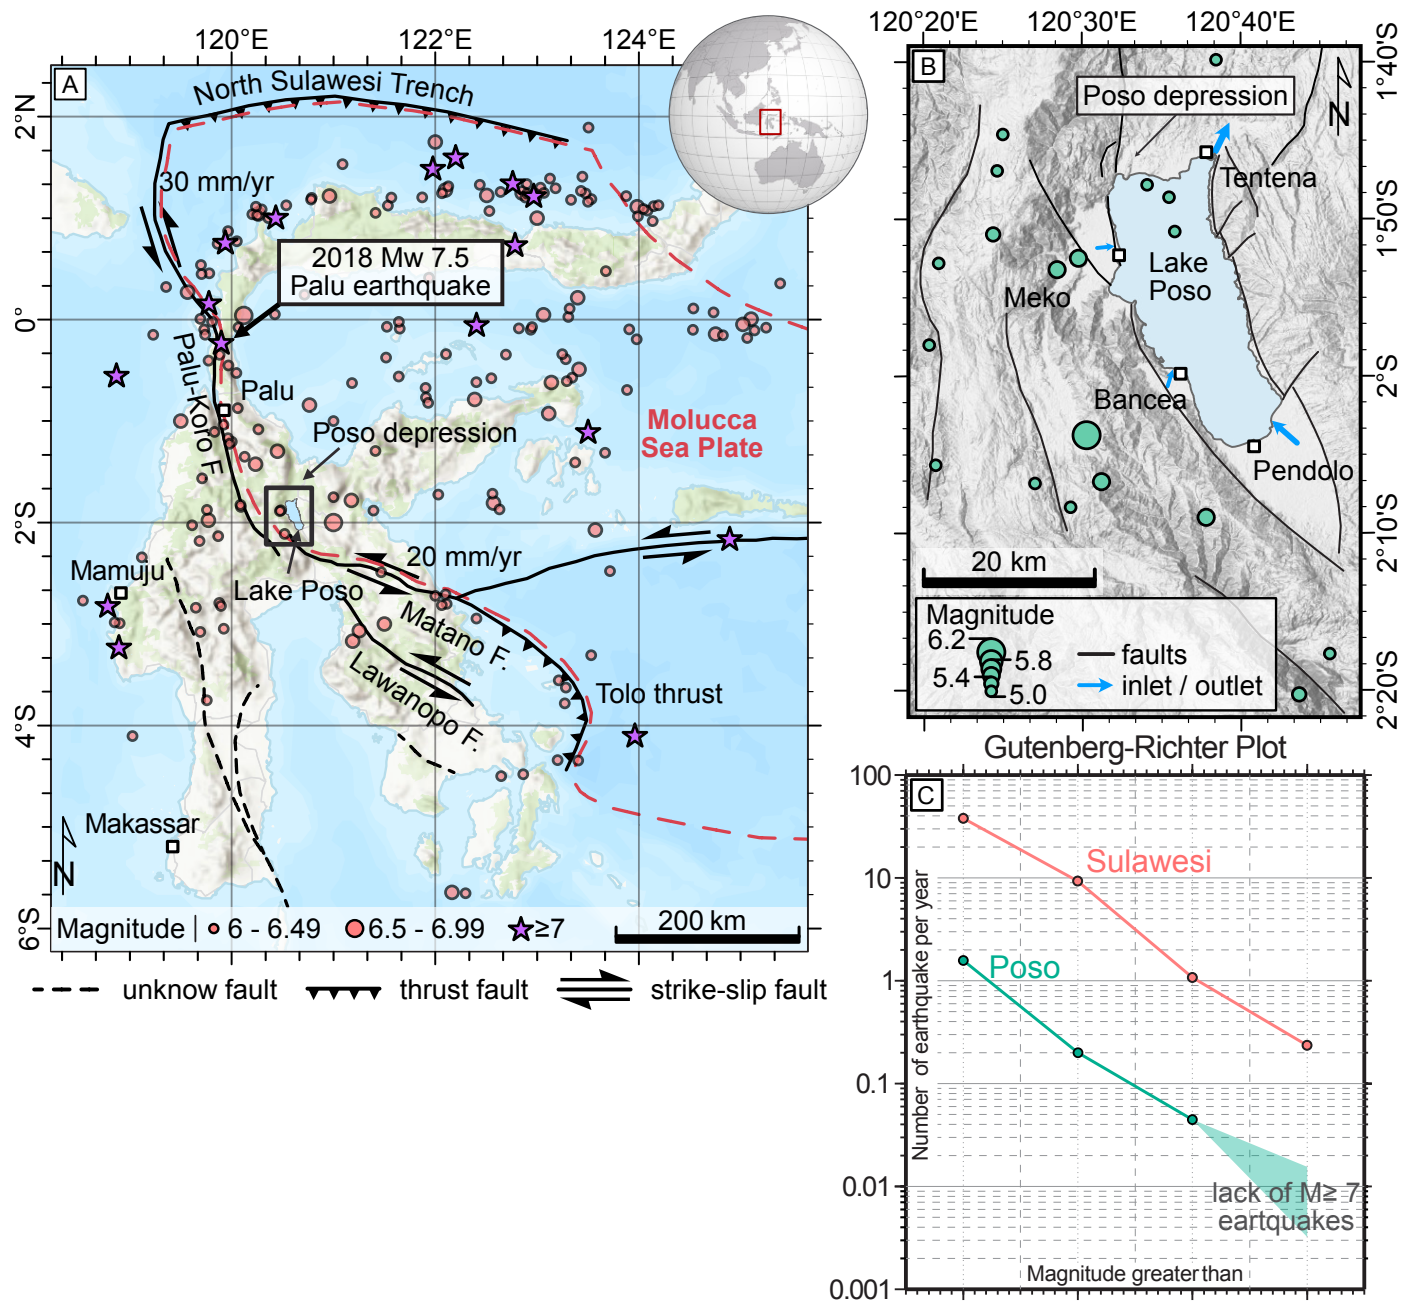 A
120°E
122°E
124°E
2°N
0°
2°S
4°S
6°S
North Sulawesi Trench
30 mm/yr
2018 Mw 7.5
Palu earthquake
Palu-Koro F.
Palu
Poso depression
Molucca
Sea Plate
20 mm/yr
Mamuju
Lake Poso
Matano F.
Lawanopo F.
Tolo thrust
Makassar
N
200 km
Magnitude
6 - 6.49
6.5 - 6.99
≥7
unknow fault
thrust fault
strike-slip fault
B
120°20'E
120°30'E
120°40'E
1°40'S
1°50'S
2°S
2°10'S
2°20'S
Poso depression
N
Tentena
Lake
Poso
Meko
Bancea
Pendolo
20 km
Magnitude
6.2
5.8
5.4
5.0
faults
inlet / outlet
Gutenberg-Richter Plot
C
100
10
1
0.1
0.01
0.001
Number of earthquake per year
Sulawesi
Poso
lack of M≥ 7
eartquakes
Magnitude greater than